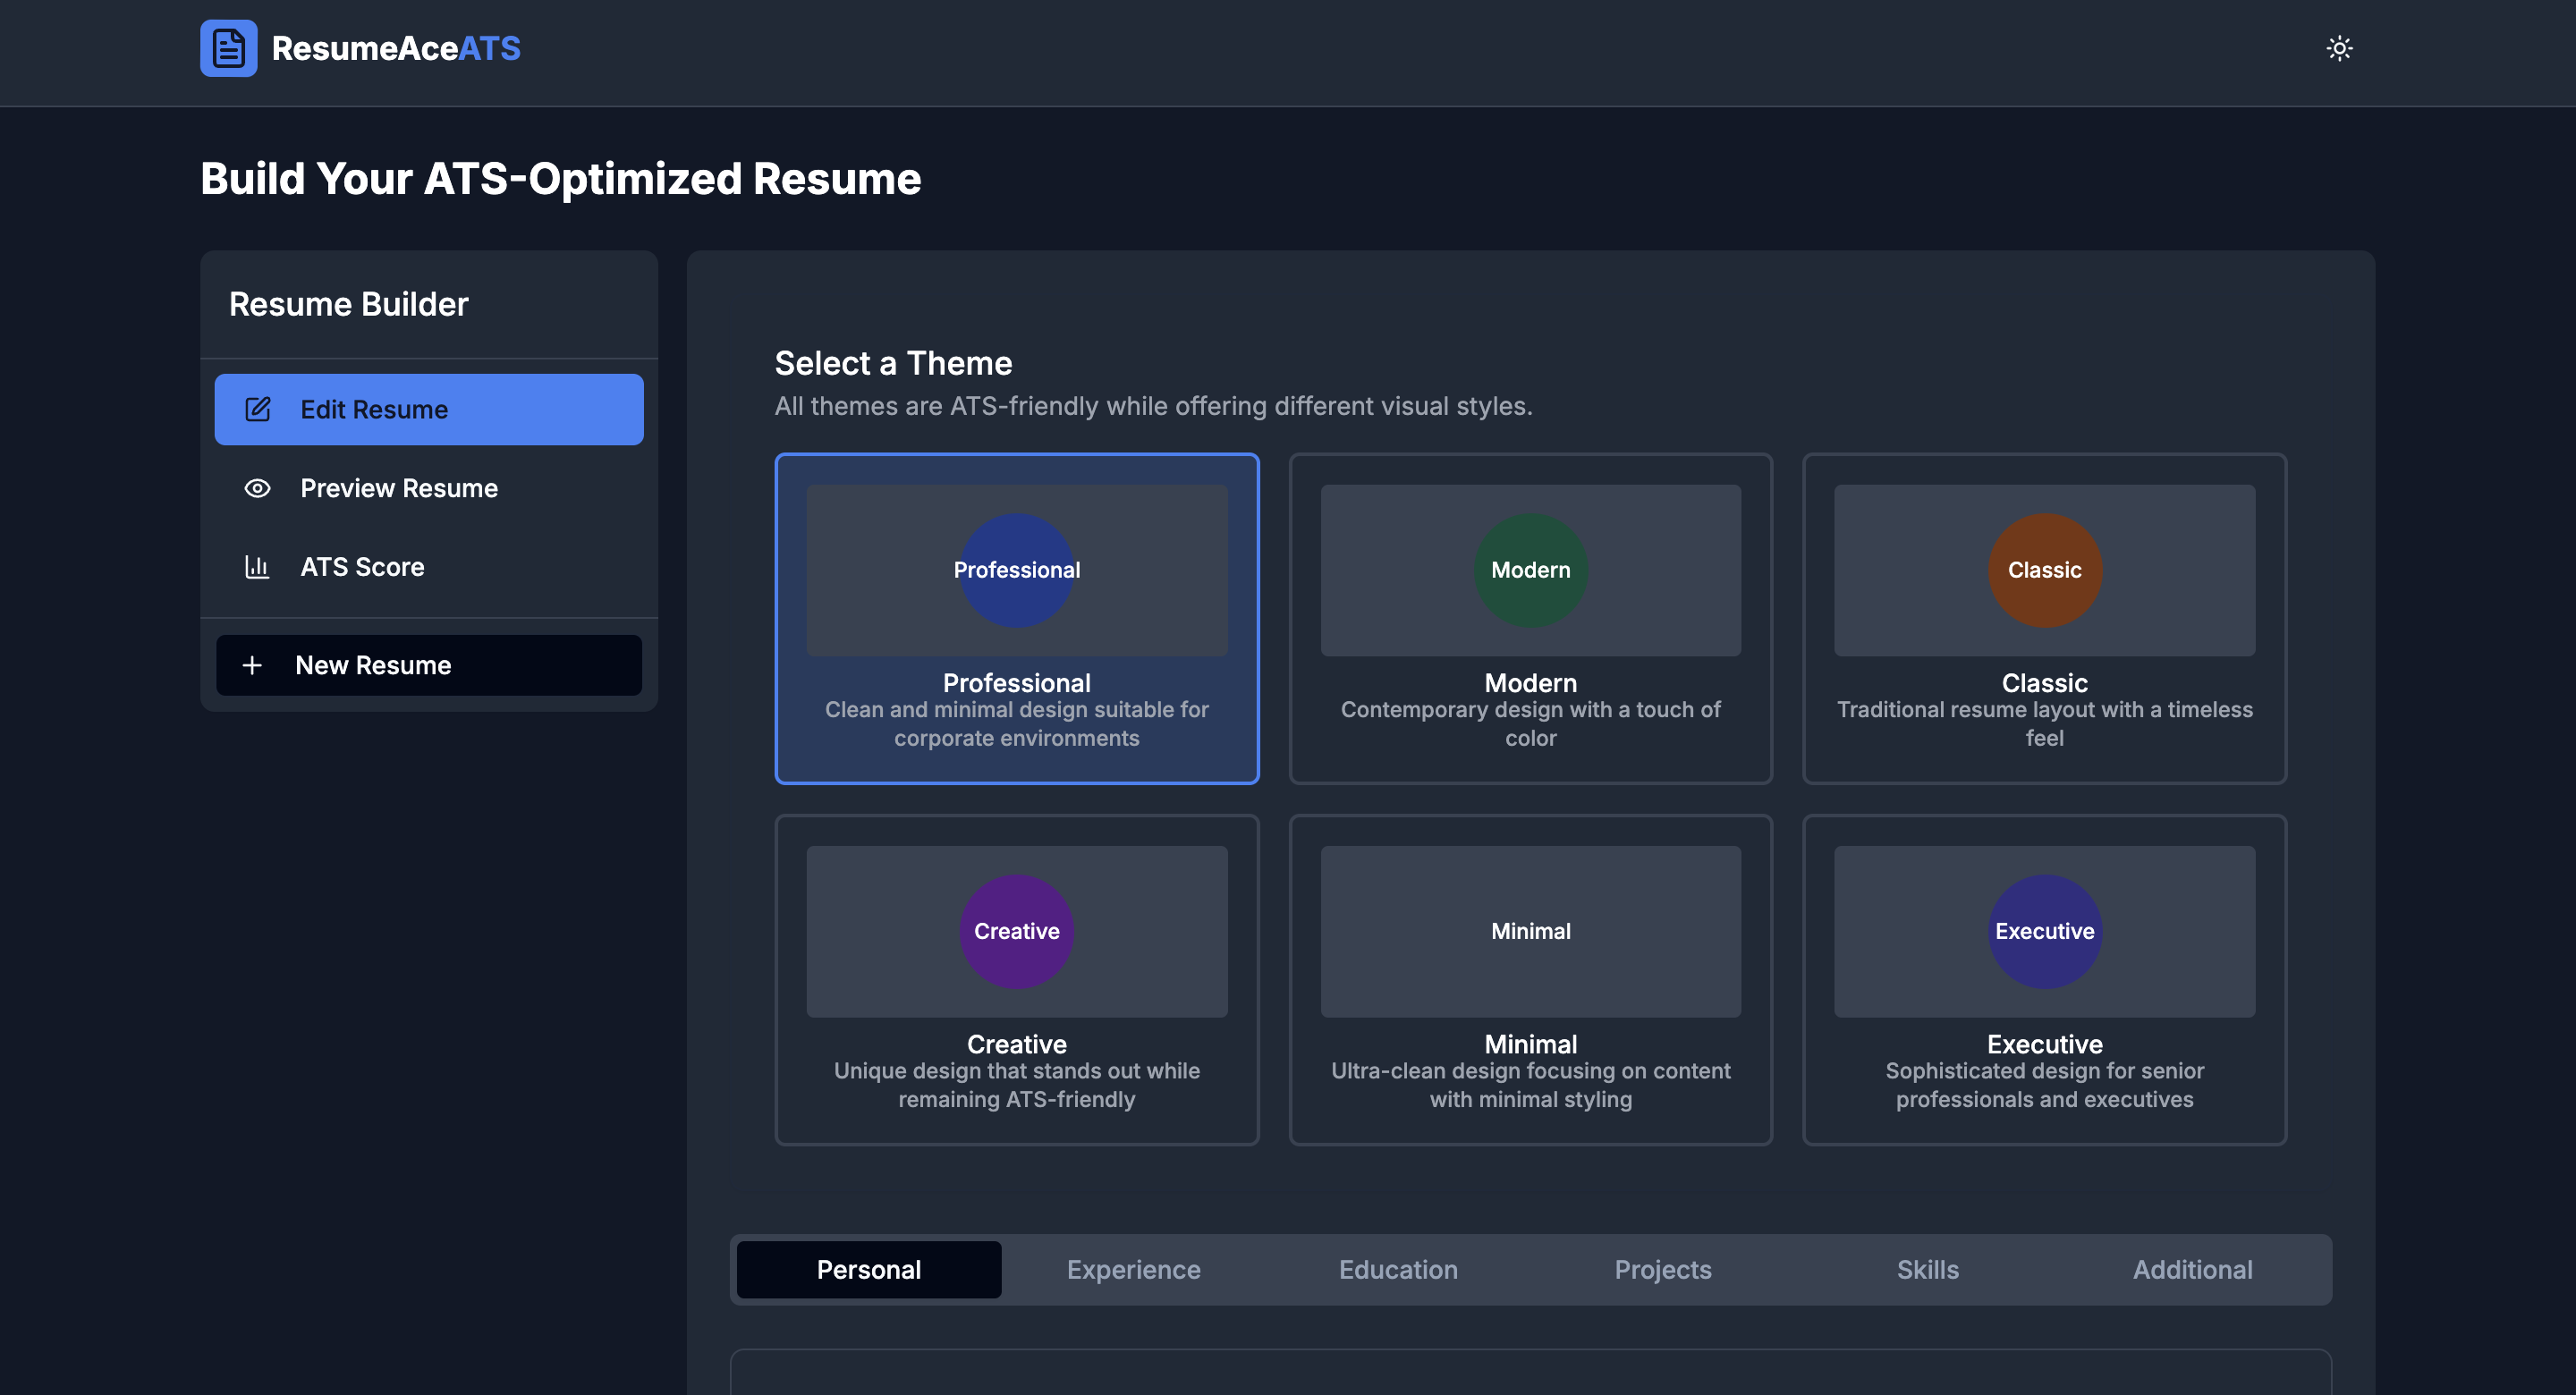 ResumeAceATS
Build Your ATS-Optimized Resume
Resume Builder
Edit Resume
Preview Resume
ATS Score
New Resume
Select a Theme
All themes are ATS-friendly while offering different visual styles.
Professional
Professional
Clean and minimal design suitable for
corporate environments
Modern
Modern
Contemporary design with a touch of
color
Classic
Classic
Traditional resume layout with a timeless
feel
Creative
Creative
Unique design that stands out while
remaining ATS-friendly
Minimal
Minimal
Ultra-clean design focusing on content
with minimal styling
Executive
Executive
Sophisticated design for senior
professionals and executives
Personal Experience Education Projects Skills Additional